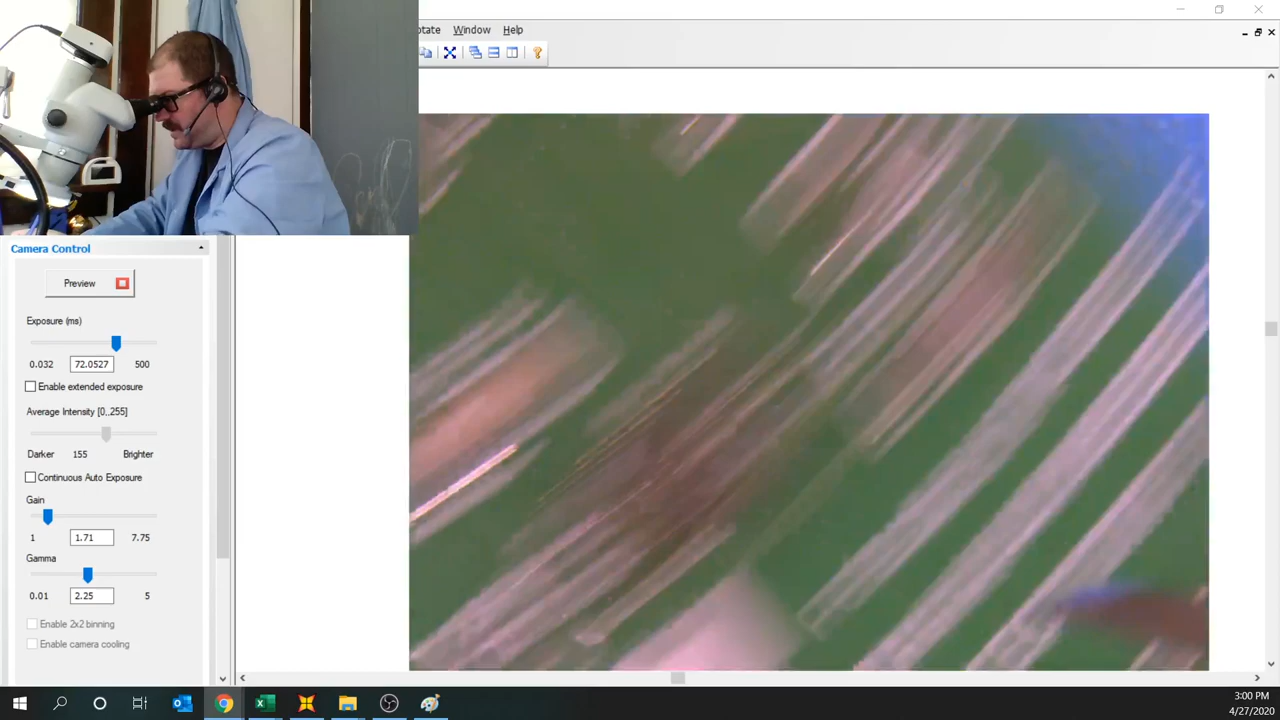 otate Window Help
Camera Control
Preview
Exposure (ms)
0.032 72.0527 500
Enable extended exposure
Average Intensity [0,.255]
Darker 155 Brighter
Continuous Auto Exposure
Gain
1 1.71 7.75
Gamma
0.01 2.25 5
Enable 2x2 binning
Enable camera cooling
3:00 PM
4/27/2020